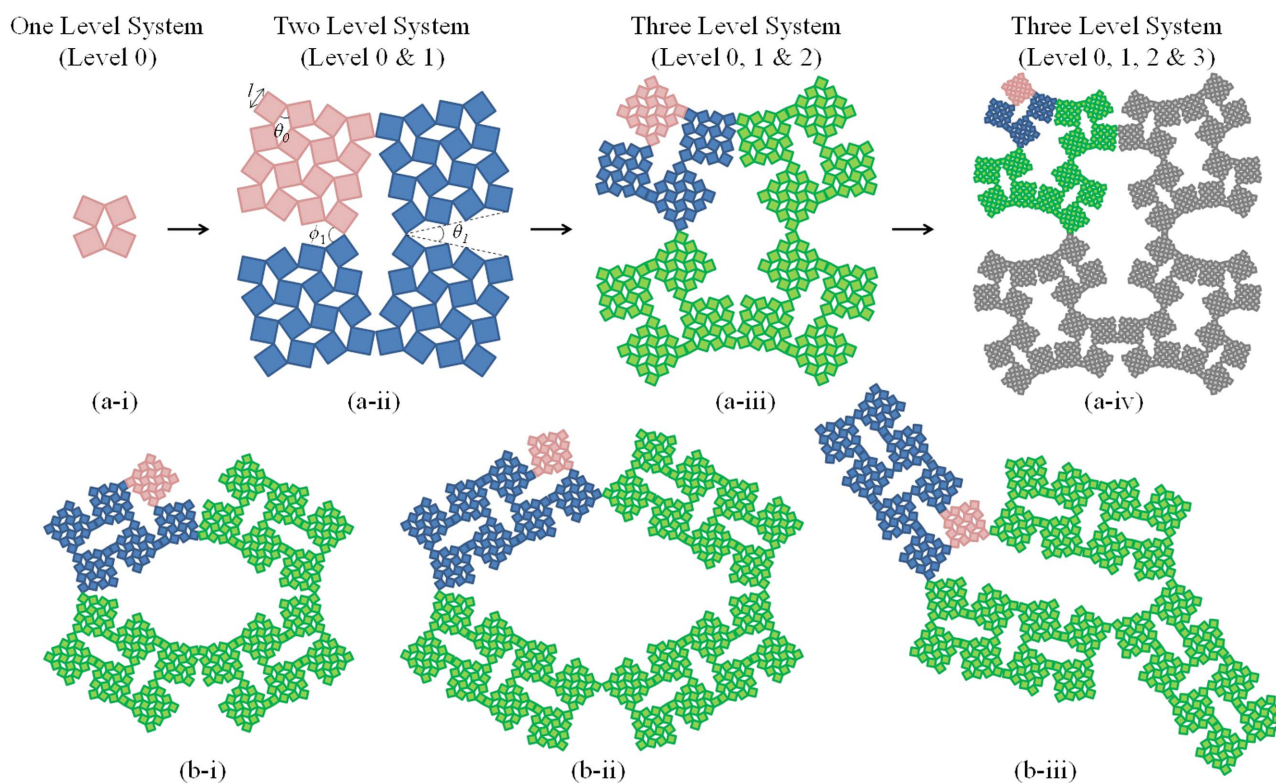 One Level System
(Level 0)
Two Level System
(Level 0 & 1)
Three Level System
(Level 0, 1 & 2)
Three Level System
(Level 0, 1, 2 & 3)
l
θ0
ϕ1
θ1
(a-i)
(a-ii)
(a-iii)
(a-iv)
(b-i)
(b-ii)
(b-iii)